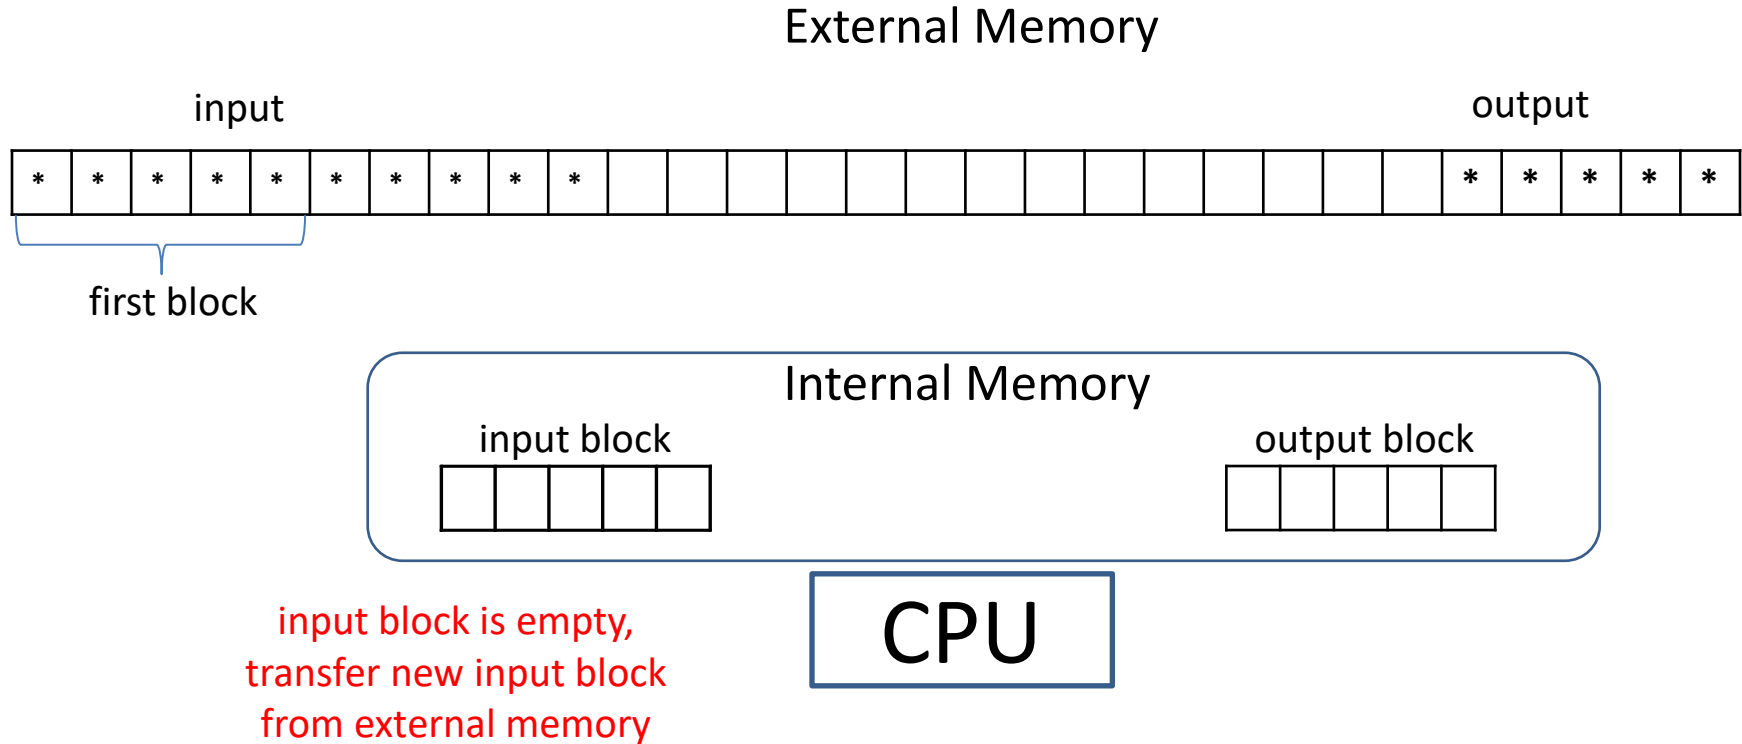 External Memory
input
output
* * * * * * * * * * * * * * *
first block
Internal Memory
input block
output block
CPU
input block is empty,
transfer new input block
from external memory